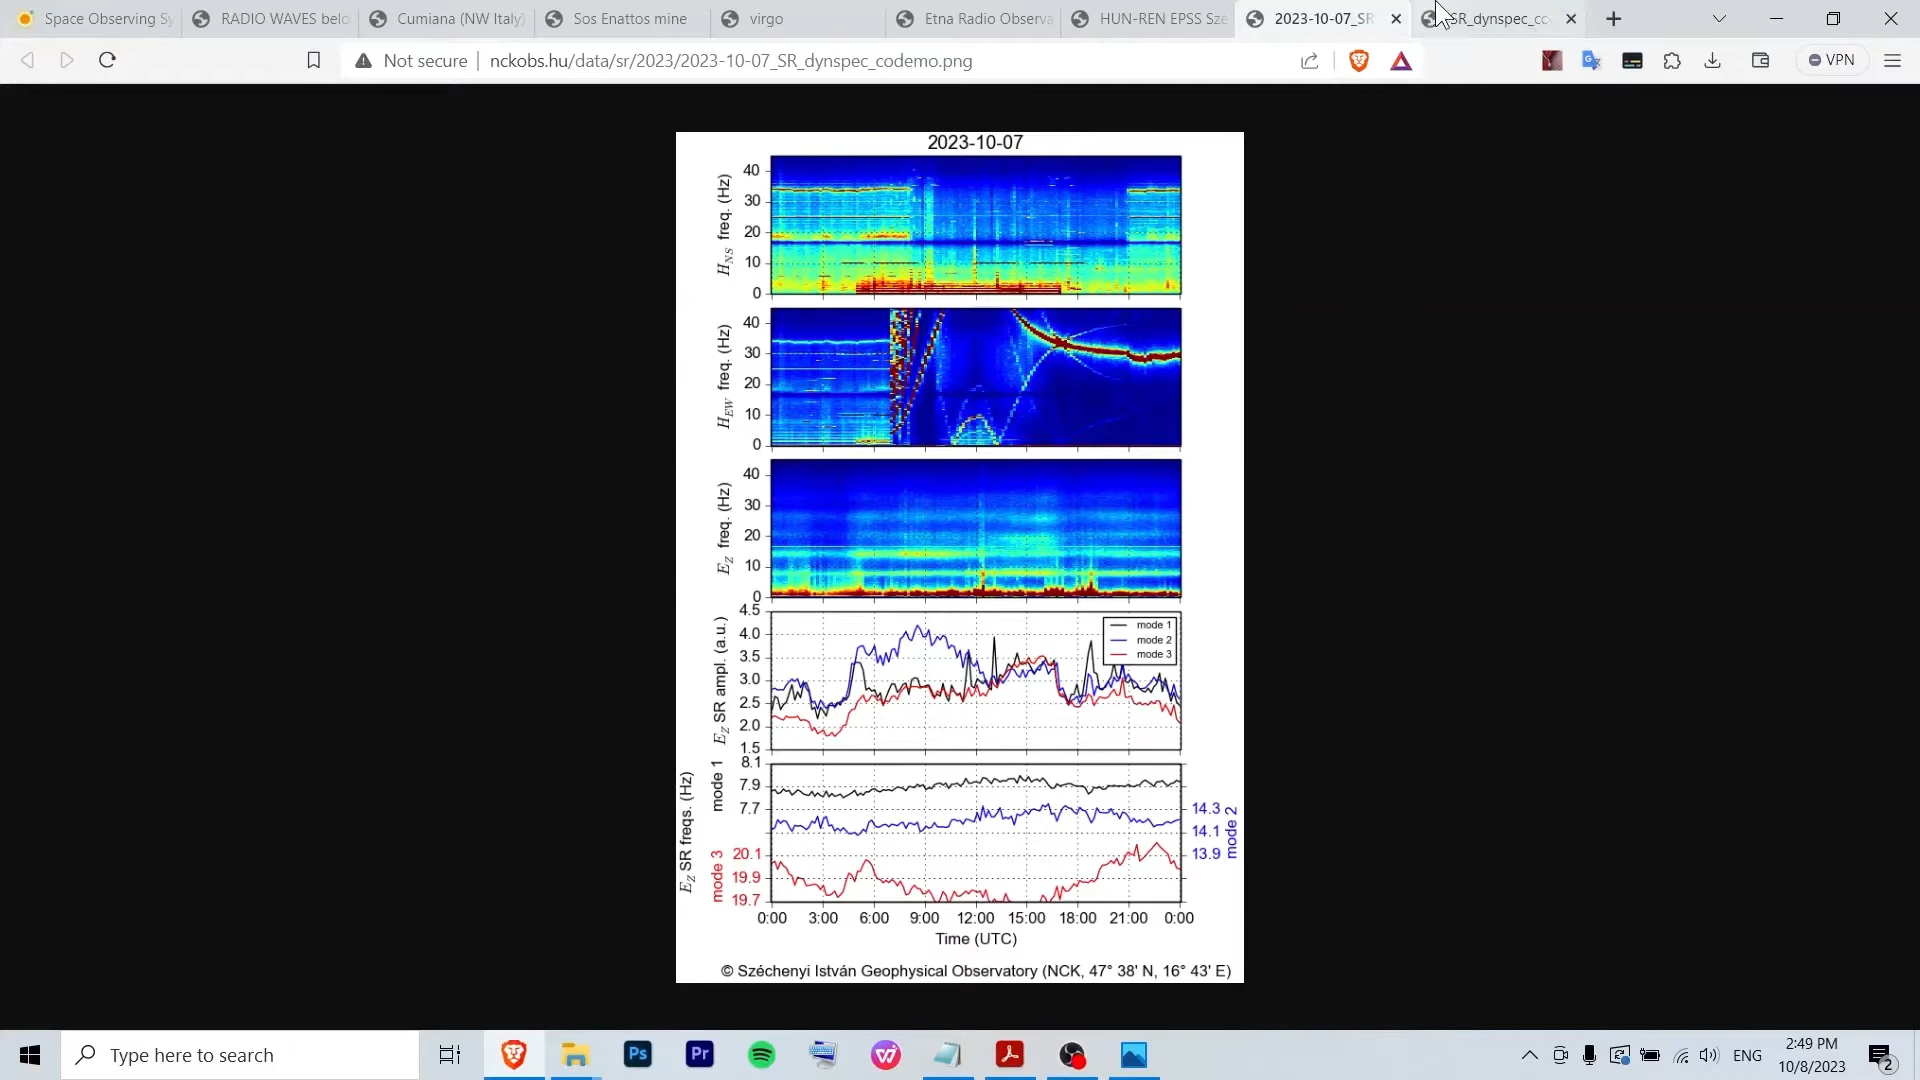 Space Observing Sy
RADIO WAVES belo
Cumiana (NW Italy)
Sos Enattos mine
virgo
Etna Radio Observa
HUN-REN EPSS Szé
2023-10-07_SR
SR_dynspec_co
Not secure
nckobs.hu/data/sr/2023/2023-10-07_SR_dynspec_codemo.png
VPN
2023-10-07
H_NS freq. (Hz)
40
30
20
10
0
H_EW freq. (Hz)
40
30
20
10
0
E_Z freq. (Hz)
40
30
20
10
0
E_Z SR ampl. (a.u.)
4.5
4.0
3.5
3.0
2.5
2.0
1.5
mode 1
mode 2
mode 3
E_Z SR freqs. (Hz)
mode 1
8.1
7.9
7.7
mode 3
20.1
19.9
19.7
14.3
14.1
13.9
mode 2
0:00 3:00 6:00 9:00 12:00 15:00 18:00 21:00 0:00
Time (UTC)
© Széchenyi István Geophysical Observatory (NCK, 47° 38' N, 16° 43' E)
Type here to search
Ps
Pr
ENG
2:49 PM
10/8/2023
2